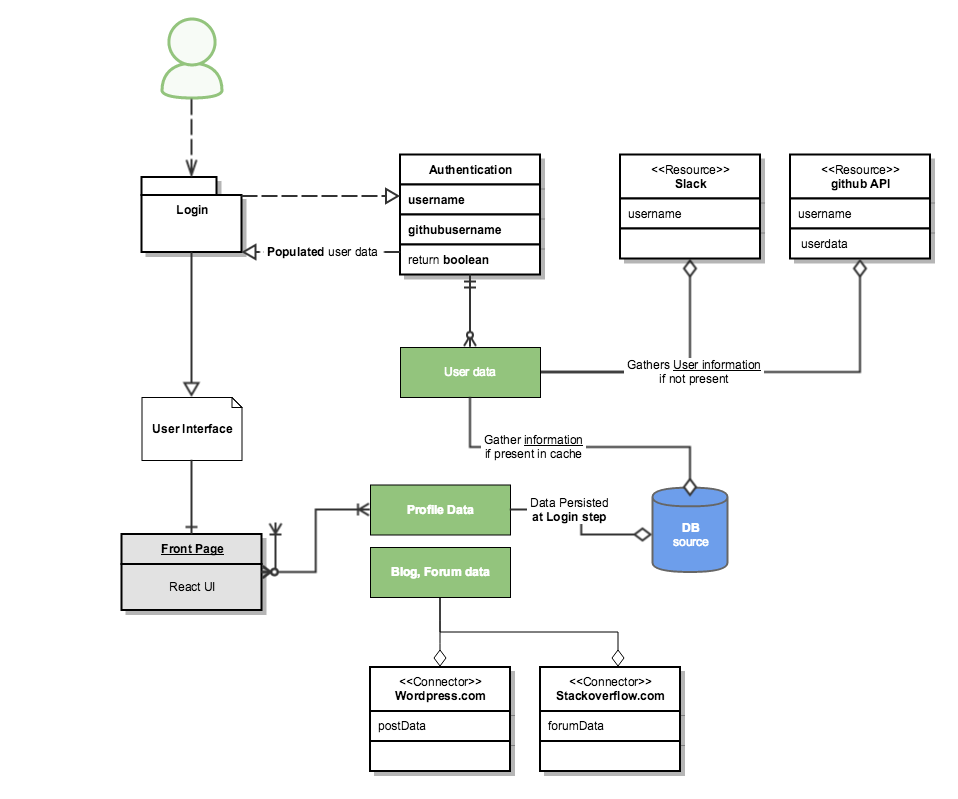 Login
Authentication
username
githubusername
return boolean
Populated user data
<<Resource>>
Slack
username
<<Resource>>
github API
username
userdata
User data
Gathers User information
if not present
User Interface
Gather information
if present in cache
Profile Data
Data Persisted
at Login step
DB
source
Front Page
React UI
Blog, Forum data
<<Connector>>
Wordpress.com
postData
<<Connector>>
Stackoverflow.com
forumData